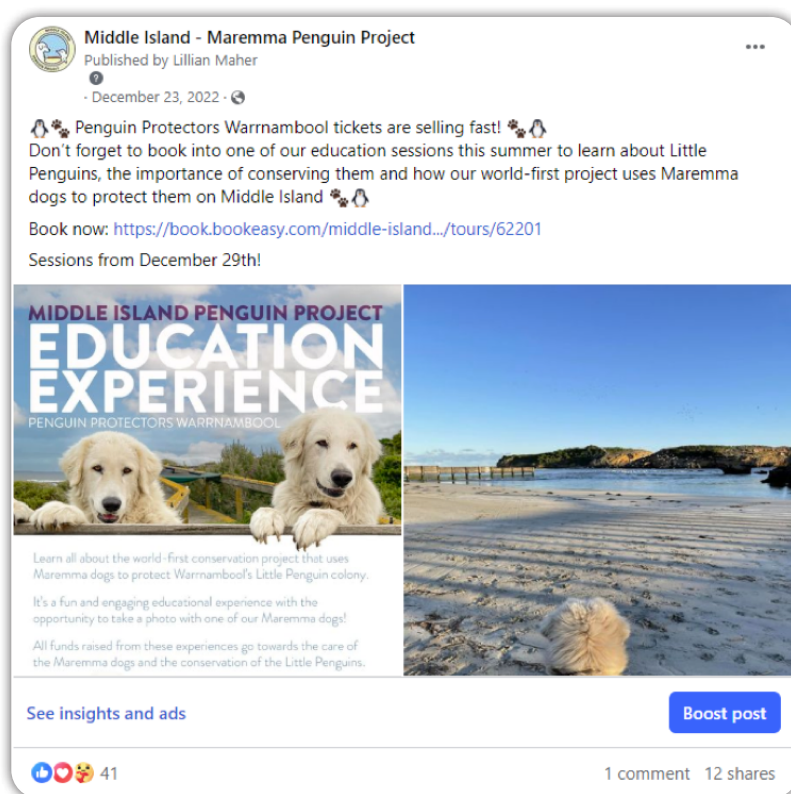 Middle Island - Maremma Penguin Project
Published by Lillian Maher
· December 23, 2022 ·
🐧🐾 Penguin Protectors Warrnambool tickets are selling fast! 🐾🐧
Don't forget to book into one of our education sessions this summer to learn about Little
Penguins, the importance of conserving them and how our world-first project uses Maremma
dogs to protect them on Middle Island 🐾🐧
Book now: https://book.bookeasy.com/middle-island.../tours/62201
Sessions from December 29th!
MIDDLE ISLAND PENGUIN PROJECT
EDUCATION
EXPERIENCE
PENGUIN PROTECTORS WARRNAMBOOL
Learn all about the world-first conservation project that uses
Maremma dogs to protect Warrnambool's Little Penguin colony.
It's a fun and engaging educational experience with the
opportunity to take a photo with one of our Maremma dogs!
All funds raised from these experiences go towards the care of
the Maremma dogs and the conservation of the Little Penguins.
See insights and ads
Boost post
41
1 comment 12 shares